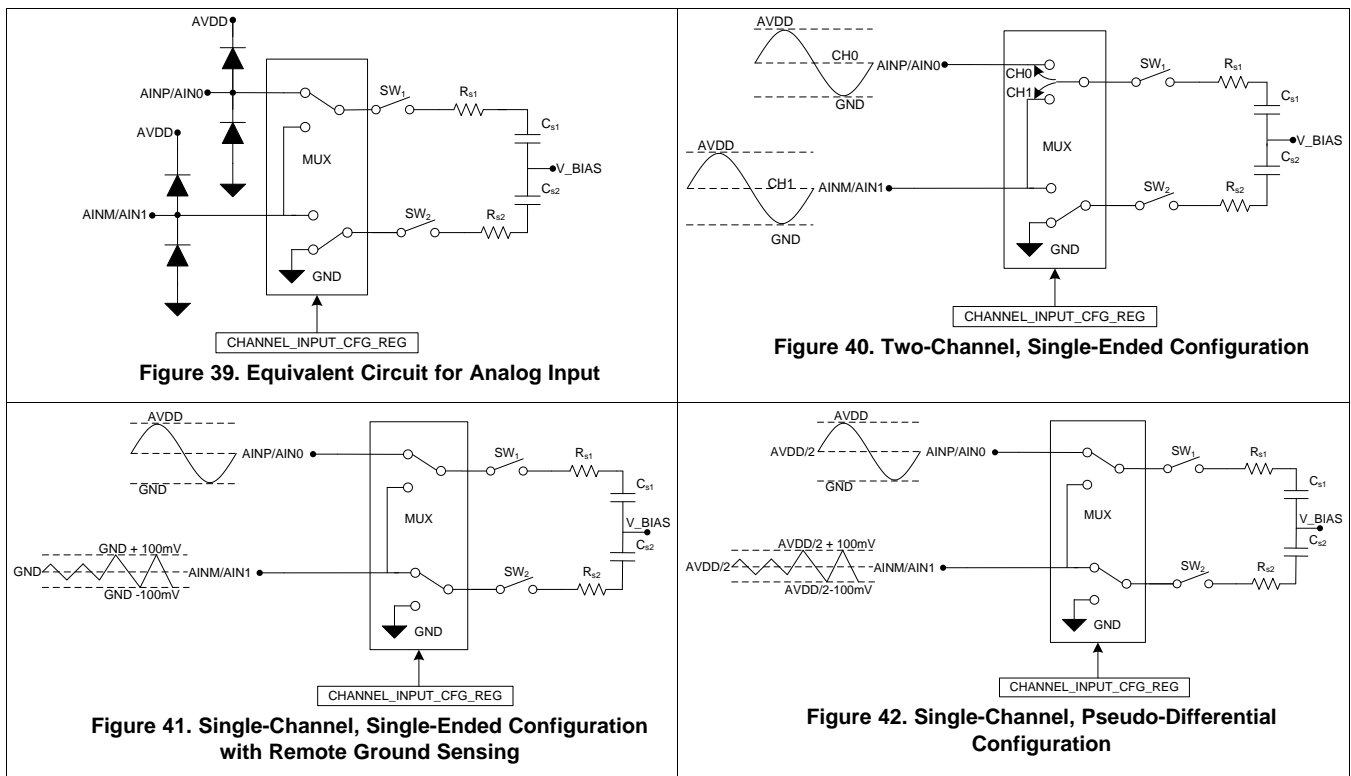 AVDD
AINP/AIN0
AVDD
AINM/AIN1
MUX
GND
SW1
Rs1
Cs1
V_BIAS
Cs2
SW2
Rs2
CHANNEL_INPUT_CFG_REG
Figure 39. Equivalent Circuit for Analog Input
AVDD
CH0
GND
AINP/AIN0
AVDD
CH1
GND
AINM/AIN1
CH0
CH1
MUX
GND
SW1
Rs1
Cs1
V_BIAS
Cs2
SW2
Rs2
CHANNEL_INPUT_CFG_REG
Figure 40. Two-Channel, Single-Ended Configuration
AVDD
GND
AINP/AIN0
GND + 100mV
GND
GND -100mV
AINM/AIN1
MUX
GND
SW1
Rs1
Cs1
V_BIAS
Cs2
SW2
Rs2
CHANNEL_INPUT_CFG_REG
Figure 41. Single-Channel, Single-Ended Configuration
with Remote Ground Sensing
AVDD
AVDD/2
GND
AINP/AIN0
AVDD/2 + 100mV
AVDD/2
AVDD/2-100mV
AINM/AIN1
MUX
GND
SW1
Rs1
Cs1
V_BIAS
Cs2
SW2
Rs2
CHANNEL_INPUT_CFG_REG
Figure 42. Single-Channel, Pseudo-Differential
Configuration